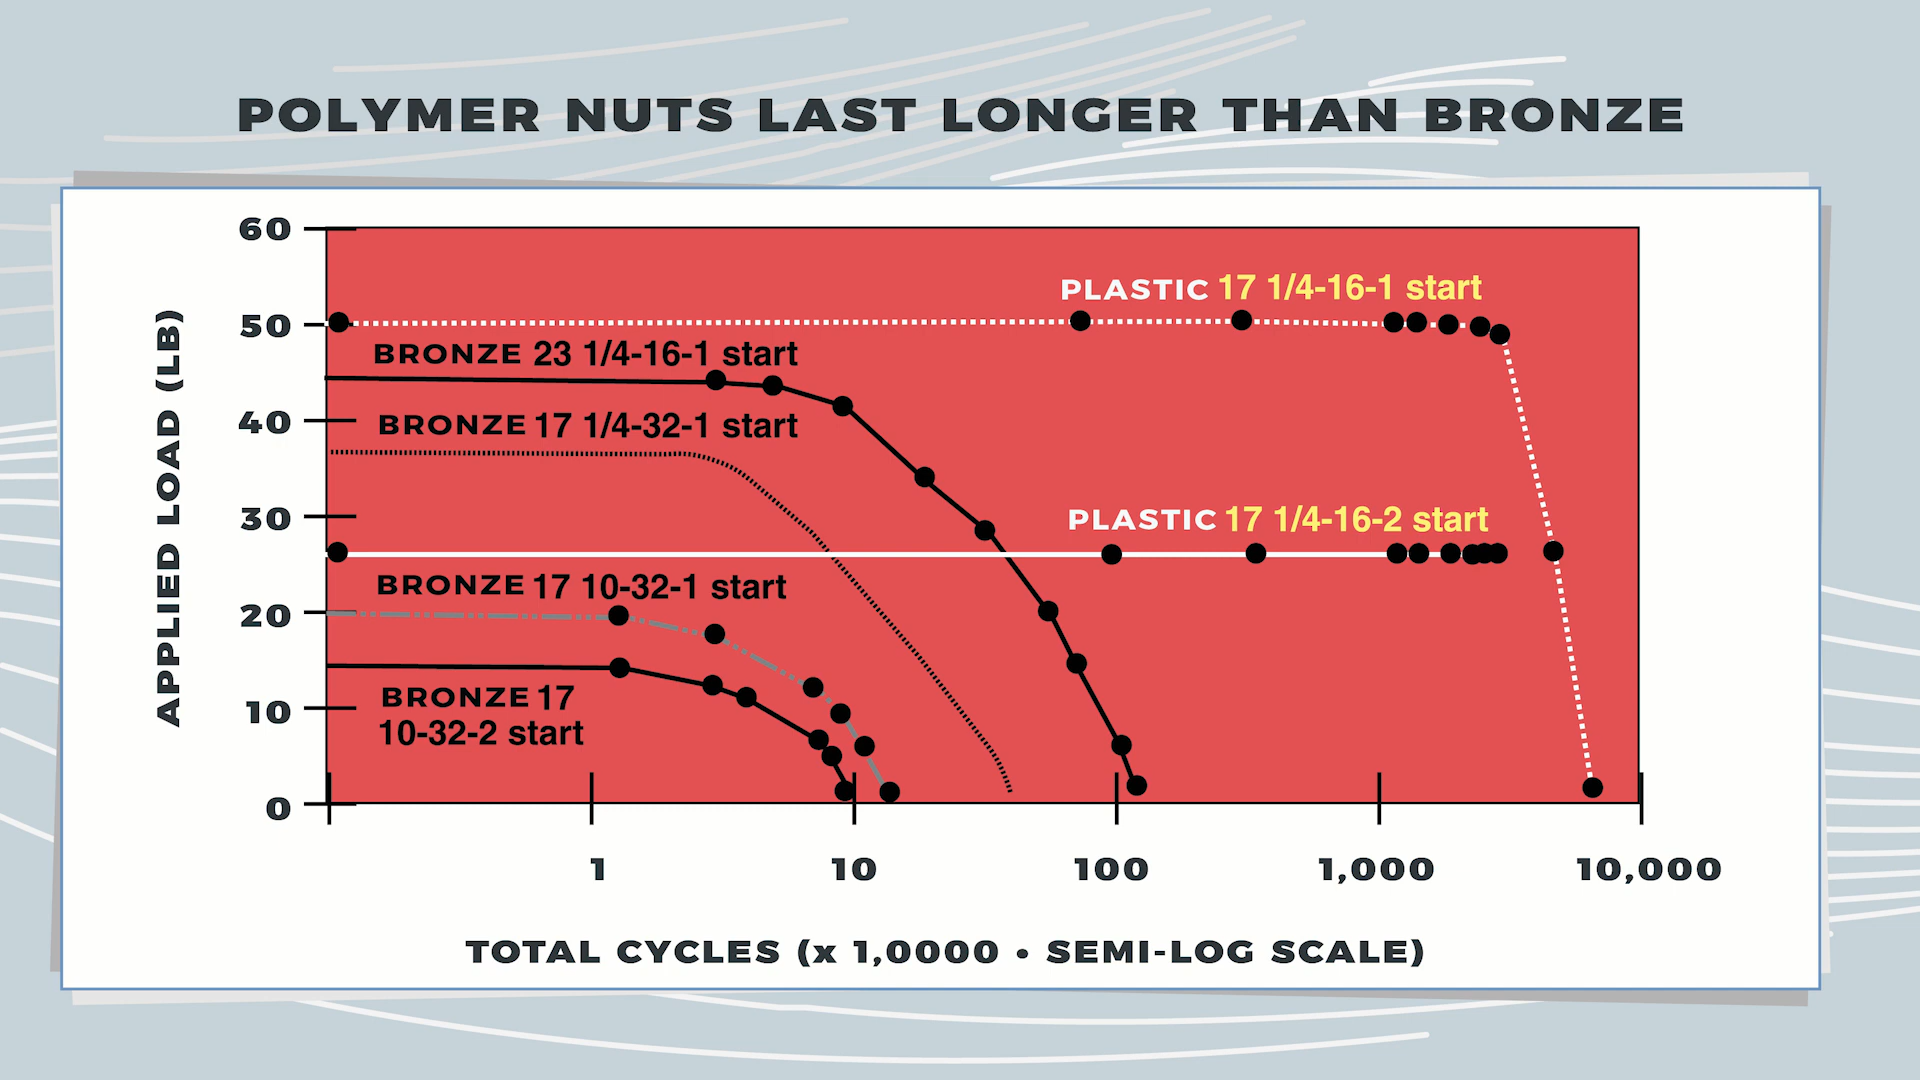 POLYMER NUTS LAST LONGER THAN BRONZE
60
50
40
30
20
10
0
APPLIED LOAD (LB)
PLASTIC 17 1/4-16-1 start
BRONZE 23 1/4-16-1 start
BRONZE 17 1/4-32-1 start
PLASTIC 17 1/4-16-2 start
BRONZE 17 10-32-1 start
BRONZE 17
10-32-2 start
1 10 100 1,000 10,000
TOTAL CYCLES (x 1,0000 • SEMI-LOG SCALE)